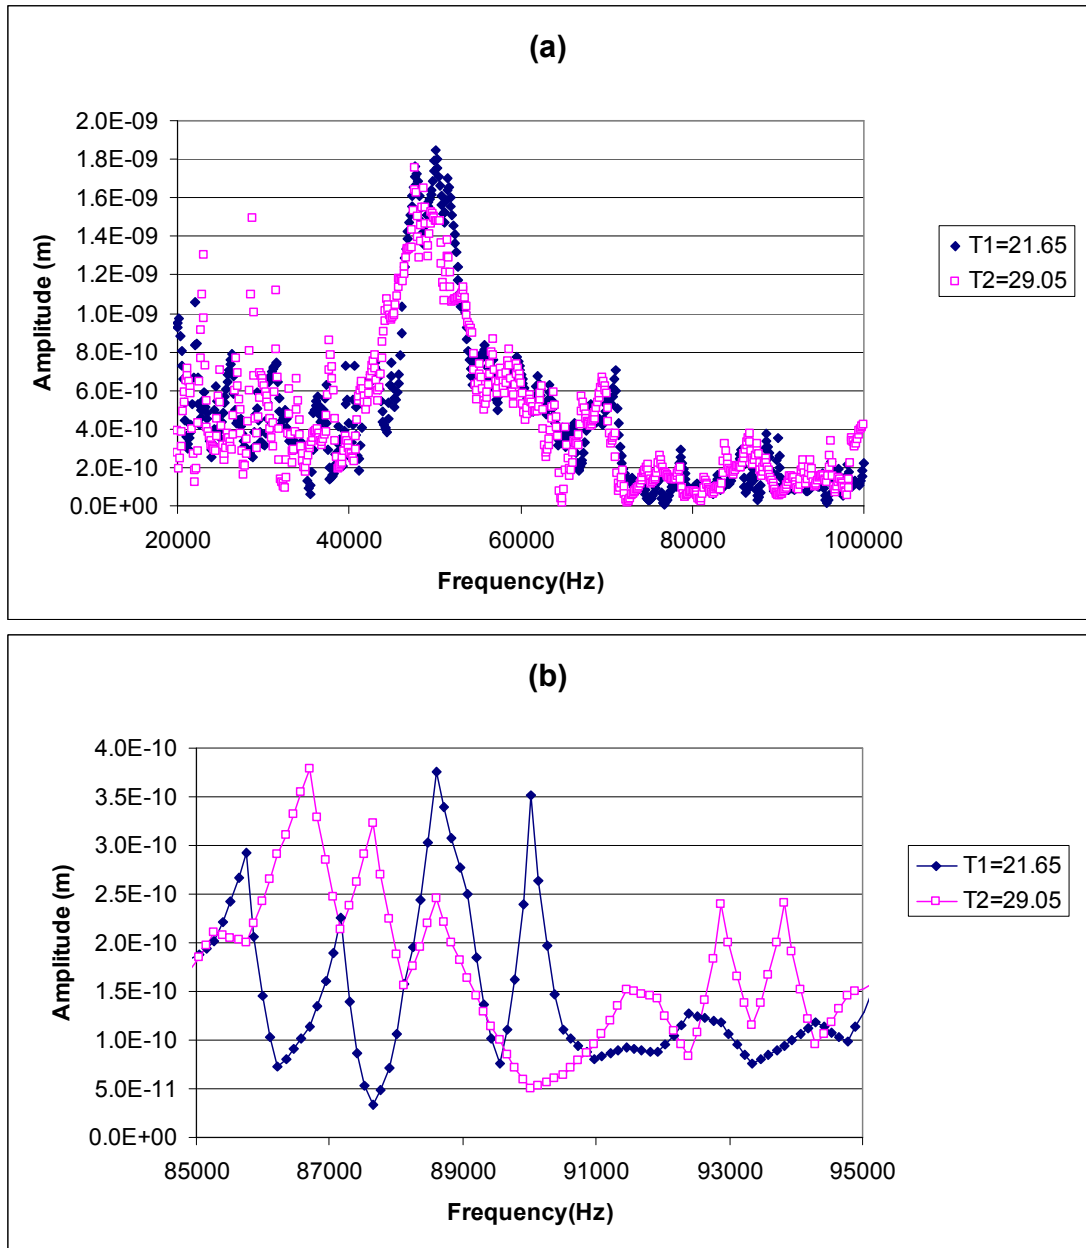 (a)
2.0E-09
1.8E-09
1.6E-09
1.4E-09
1.2E-09
1.0E-09
8.0E-10
6.0E-10
4.0E-10
2.0E-10
0.0E+00
Amplitude (m)
20000 40000 60000 80000 100000
Frequency(Hz)
T1=21.65
T2=29.05
(b)
4.0E-10
3.5E-10
3.0E-10
2.5E-10
2.0E-10
1.5E-10
1.0E-10
5.0E-11
0.0E+00
Amplitude (m)
85000 87000 89000 91000 93000 95000
Frequency(Hz)
T1=21.65
T2=29.05